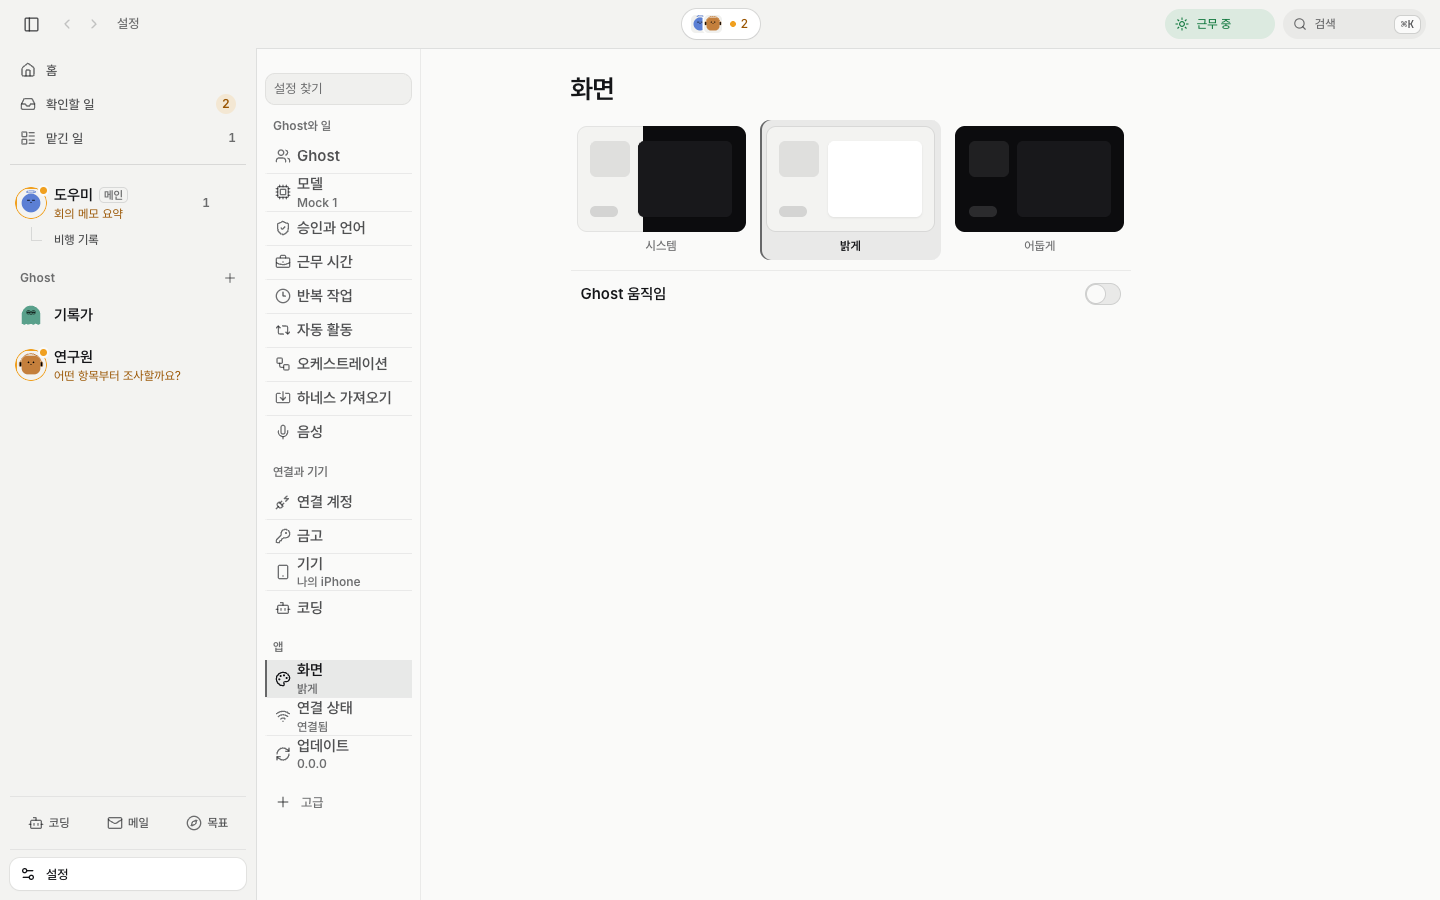 설정
2
근무 중
검색
⌘K
홈
확인할 일
2
맡긴 일
1
도우미
메인
회의 메모 요약
1
비행 기록
Ghost
기록가
연구원
어떤 항목부터 조사할까요?
코딩
메일
목표
설정
설정 찾기
Ghost와 일
Ghost
모델
Mock 1
승인과 언어
근무 시간
반복 작업
자동 활동
오케스트레이션
하네스 가져오기
음성
연결과 기기
연결 계정
금고
기기
나의 iPhone
코딩
앱
화면
밝게
연결 상태
연결됨
업데이트
0.0.0
고급
화면
시스템
밝게
어둡게
Ghost 움직임